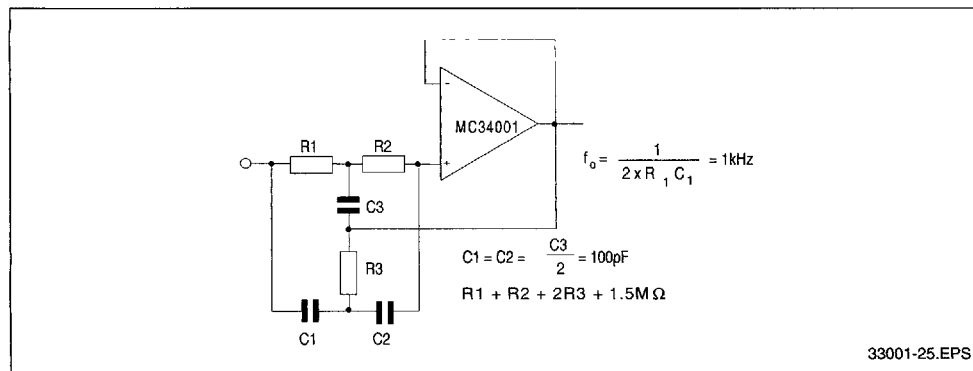 R1
R2
-
MC34001
+
C3
R3
C1
C2
f o = 1 / 2 x R 1 C 1 = 1kHz
C1 = C2 = C3 / 2 = 100pF
R1 + R2 + 2R3 + 1.5MΩ
33001-25.EPS